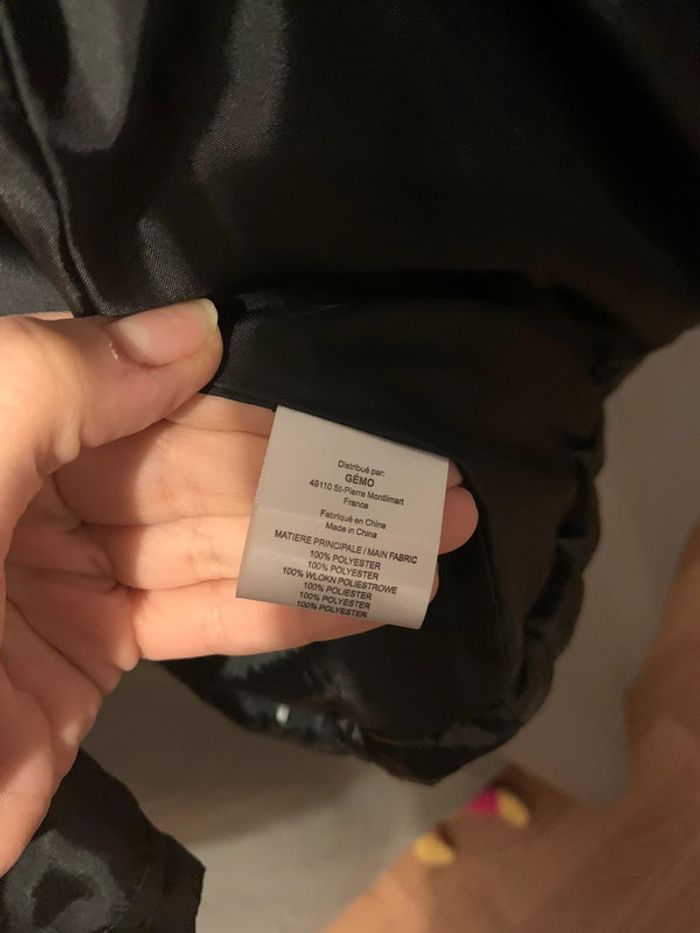 Distribué par:
GÉMO
49110 St-Pierre Montlimart
France
Fabriqué en Chine
Made in China
MATIERE PRINCIPALE / MAIN FABRIC
100% POLYESTER
100% POLYESTER
100% WLOKN POLIESTROWE
100% POLIESTER
100% POLYESTER
100% POLYESTER